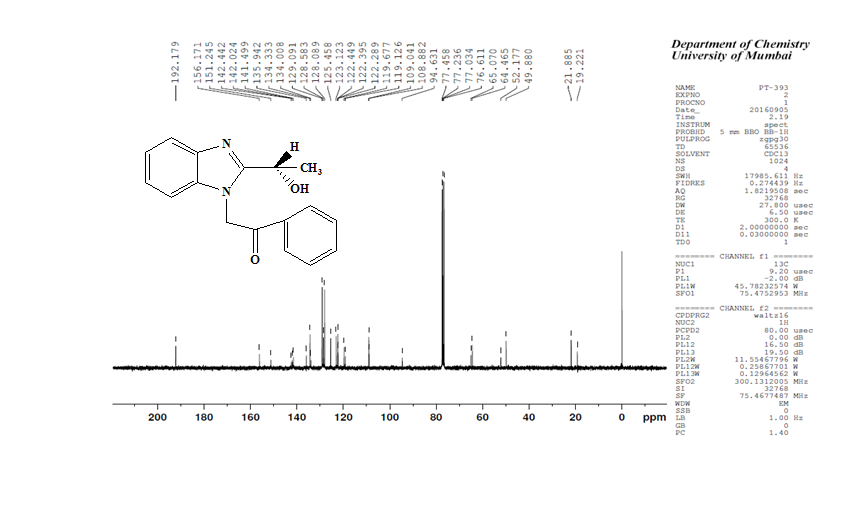 Department of Chemistry
University of Mumbai
192.179
156.171
151.245
142.442
142.024
141.499
135.942
134.333
134.008
129.091
128.583
128.089
125.458
123.123
122.449
122.395
122.289
119.677
119.126
109.041
108.882
94.631
77.458
77.236
77.034
76.611
65.070
64.465
52.177
49.880
21.885
19.221
N
H
CH3
OH
N
O
NAME PT-393
EXPNO 2
PROCNO 1
Date_ 20160905
Time 2.19
INSTRUM spect
PROBHD 5 mm BBO BB-1H
PULPROG zgpg30
TD 65536
SOLVENT CDCl3
NS 1024
DS 4
SWH 17985.611 Hz
FIDRES 0.274439 Hz
AQ 1.8219508 sec
RG 32768
DW 27.800 usec
DE 6.50 usec
TE 300.0 K
D1 2.00000000 sec
D11 0.03000000 sec
TD0 1
======== CHANNEL f1 ========
NUC1 13C
P1 9.20 usec
PL1 -2.00 dB
PL1W 45.78232574 W
SFO1 75.4752953 MHz
======== CHANNEL f2 ========
CPDPRG2 waltz16
NUC2 1H
PCPD2 80.00 usec
PL2 0.00 dB
PL12 16.50 dB
PL13 19.50 dB
PL2W 11.55467796 W
PL12W 0.25867701 W
PL13W 0.12964562 W
SFO2 300.1312005 MHz
SI 32768
SF 75.4677487 MHz
WDW EM
SSB 0
LB 1.00 Hz
GB 0
PC 1.40
200 180 160 140 120 100 80 60 40 20 0 ppm